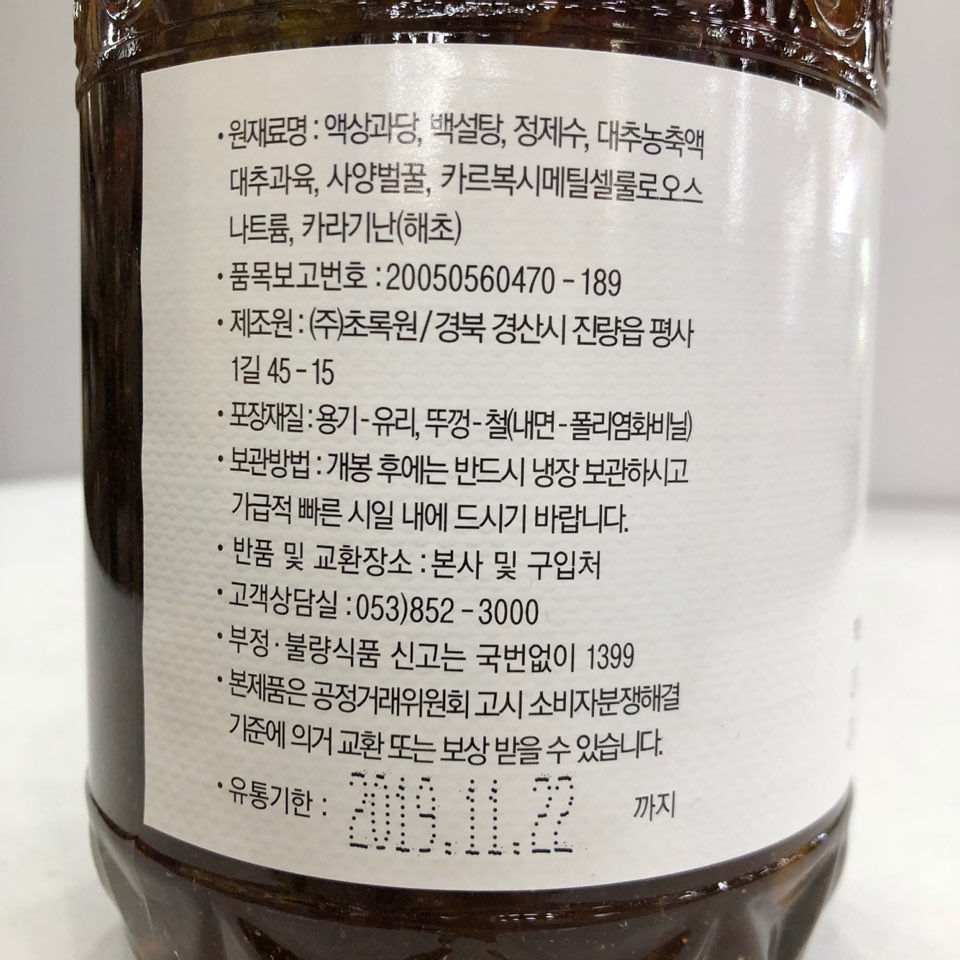 •원재료명 : 액상과당, 백설탕, 정제수, 대추농축액
대추과육, 사양벌꿀, 카르복시메틸셀룰로오스
나트륨, 카라기난(해초)
•품목보고번호 : 20050560470-189
•제조원 : (주)초록원 / 경북 경산시 진량읍 평사
1길 45-15
•포장재질 : 용기-유리, 뚜껑-철(내면-폴리염화비닐)
•보관방법 : 개봉 후에는 반드시 냉장 보관하시고
가급적 빠른 시일 내에 드시기 바랍니다.
•반품 및 교환장소 : 본사 및 구입처
•고객상담실 : 053)852-3000
•부정·불량식품 신고는 국번없이 1399
•본제품은 공정거래위원회 고시 소비자분쟁해결
기준에 의거 교환 또는 보상 받을 수 있습니다.
•유통기한 : 2019.11.22 까지